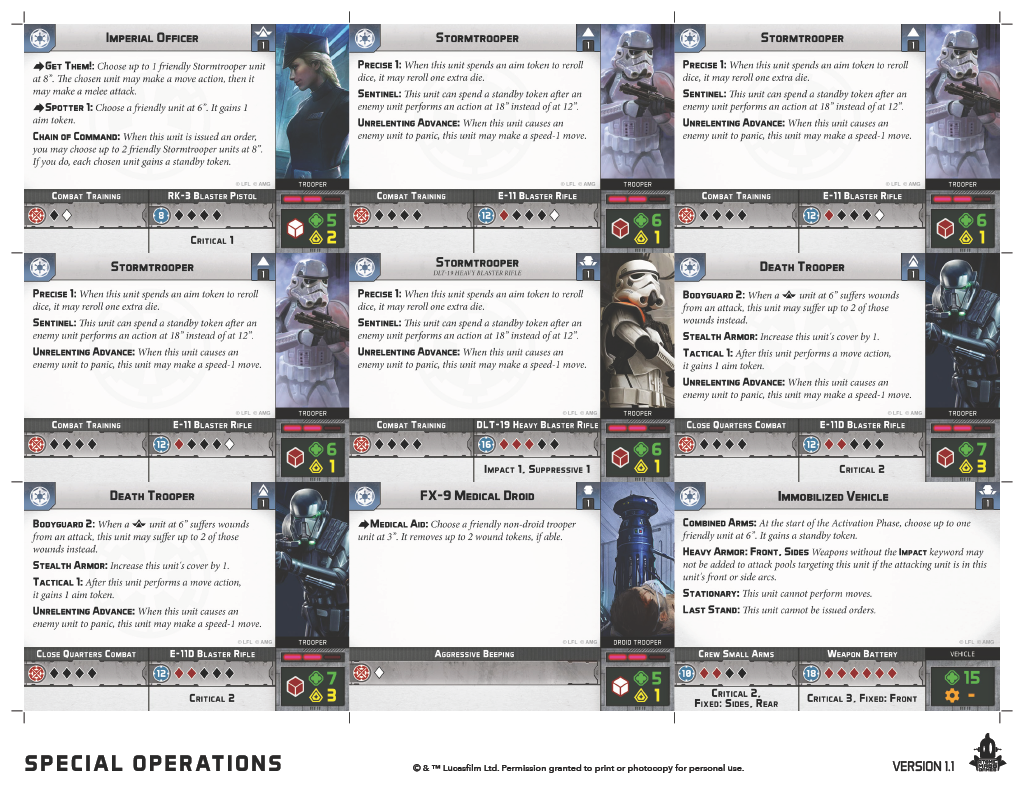 IMPERIAL OFFICER
1
GET THEM!: Choose up to 1 friendly Stormtrooper unit
at 8". The chosen unit may make a move action, then it
may make a melee attack.
SPOTTER 1: Choose a friendly unit at 6". It gains 1
aim token.
CHAIN OF COMMAND: When this unit is issued an order,
you may choose up to 2 friendly Stormtrooper units at 8".
If you do, each chosen unit gains a standby token.
© LFL © AMG
TROOPER
COMBAT TRAINING
RK-3 BLASTER PISTOL
8
CRITICAL 1
5
2
STORMTROOPER
1
PRECISE 1: When this unit spends an aim token to reroll
dice, it may reroll one extra die.
SENTINEL: This unit can spend a standby token after an
enemy unit performs an action at 18" instead of at 12".
UNRELENTING ADVANCE: When this unit causes an
enemy unit to panic, this unit may make a speed-1 move.
© LFL © AMG
TROOPER
COMBAT TRAINING
E-11 BLASTER RIFLE
12
6
1
STORMTROOPER
1
PRECISE 1: When this unit spends an aim token to reroll
dice, it may reroll one extra die.
SENTINEL: This unit can spend a standby token after an
enemy unit performs an action at 18" instead of at 12".
UNRELENTING ADVANCE: When this unit causes an
enemy unit to panic, this unit may make a speed-1 move.
© LFL © AMG
TROOPER
COMBAT TRAINING
E-11 BLASTER RIFLE
12
6
1
STORMTROOPER
1
PRECISE 1: When this unit spends an aim token to reroll
dice, it may reroll one extra die.
SENTINEL: This unit can spend a standby token after an
enemy unit performs an action at 18" instead of at 12".
UNRELENTING ADVANCE: When this unit causes an
enemy unit to panic, this unit may make a speed-1 move.
© LFL © AMG
TROOPER
COMBAT TRAINING
E-11 BLASTER RIFLE
12
6
1
STORMTROOPER
DLT-19 HEAVY BLASTER RIFLE
1
PRECISE 1: When this unit spends an aim token to reroll
dice, it may reroll one extra die.
SENTINEL: This unit can spend a standby token after an
enemy unit performs an action at 18" instead of at 12".
UNRELENTING ADVANCE: When this unit causes an
enemy unit to panic, this unit may make a speed-1 move.
© LFL © AMG
TROOPER
COMBAT TRAINING
DLT-19 HEAVY BLASTER RIFLE
16
IMPACT 1, SUPPRESSIVE 1
6
1
DEATH TROOPER
1
BODYGUARD 2: When a unit at 6" suffers wounds
from an attack, this unit may suffer up to 2 of those
wounds instead.
STEALTH ARMOR: Increase this unit's cover by 1.
TACTICAL 1: After this unit performs a move action,
it gains 1 aim token.
UNRELENTING ADVANCE: When this unit causes an
enemy unit to panic, this unit may make a speed-1 move.
© LFL © AMG
TROOPER
CLOSE QUARTERS COMBAT
E-11D BLASTER RIFLE
12
CRITICAL 2
7
3
DEATH TROOPER
1
BODYGUARD 2: When a unit at 6" suffers wounds
from an attack, this unit may suffer up to 2 of those
wounds instead.
STEALTH ARMOR: Increase this unit's cover by 1.
TACTICAL 1: After this unit performs a move action,
it gains 1 aim token.
UNRELENTING ADVANCE: When this unit causes an
enemy unit to panic, this unit may make a speed-1 move.
© LFL © AMG
TROOPER
CLOSE QUARTERS COMBAT
E-11D BLASTER RIFLE
12
CRITICAL 2
7
3
FX-9 MEDICAL DROID
1
MEDICAL AID: Choose a friendly non-droid trooper
unit at 3". It removes up to 2 wound tokens, if able.
© LFL © AMG
DROID TROOPER
AGGRESSIVE BEEPING
5
1
IMMOBILIZED VEHICLE
1
COMBINED ARMS: At the start of the Activation Phase, choose up to one
friendly unit at 6". It gains a standby token.
HEAVY ARMOR: FRONT, SIDES Weapons without the IMPACT keyword may
not be added to attack pools targeting this unit if the attacking unit is in this
unit's front or side arcs.
STATIONARY: This unit cannot perform moves.
LAST STAND: This unit cannot be issued orders.
© LFL © AMG
CREW SMALL ARMS
WEAPON BATTERY
VEHICLE
18
18
CRITICAL 2,
FIXED: SIDES, REAR
CRITICAL 3, FIXED: FRONT
15
-
SPECIAL OPERATIONS
© & ™ Lucasfilm Ltd. Permission granted to print or photocopy for personal use.
VERSION 1.1